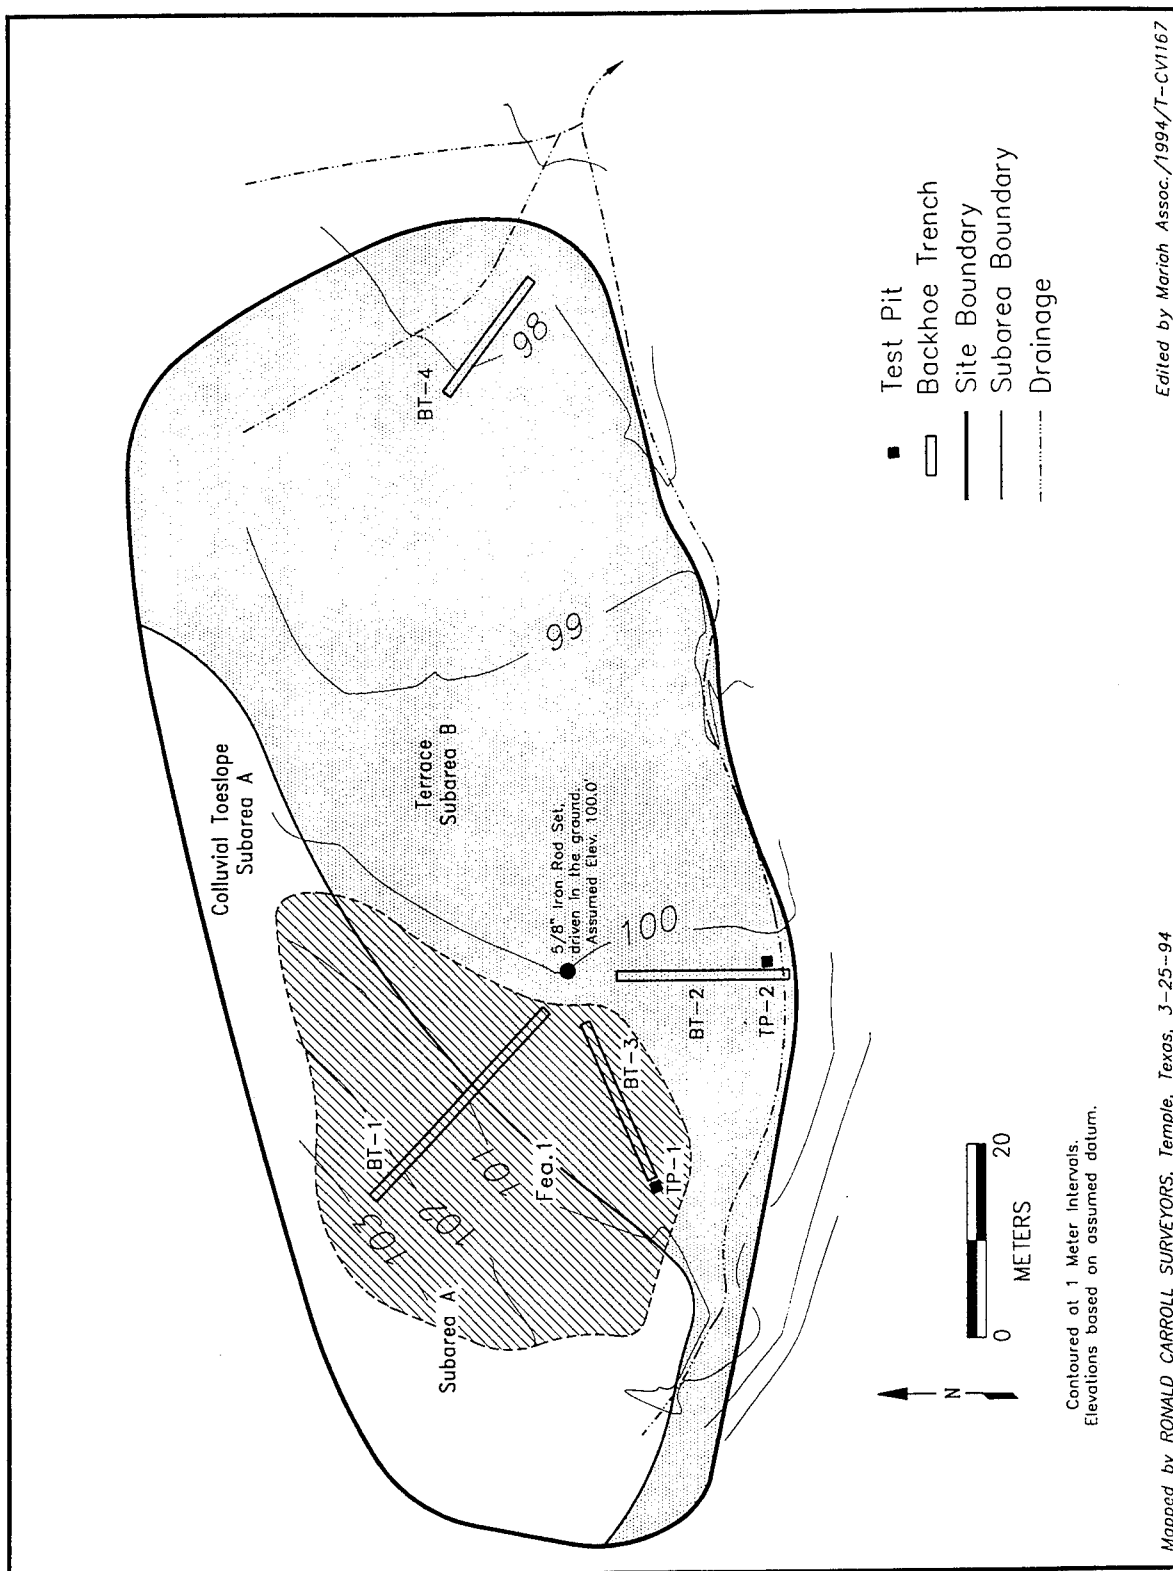 Colluvial Toeslope
Subarea A
Terrace
Subarea B
BT-4
98
99
5/8" Iron Rod Set,
driven in the ground.
Assumed Elev. 100.0'
100
BT-1
103
102
101
Fea.1
Subarea A
BT-3
TP-1
BT-2
TP-2
Test Pit
Backhoe Trench
Site Boundary
Subarea Boundary
Drainage
N
0 20
METERS
Contoured at 1 Meter Intervals.
Elevations based on assumed datum.
Mapped by RONALD CARROLL SURVEYORS, Temple, Texas, 3-25-94
Edited by Mariah Assoc./1994/T-CV1167